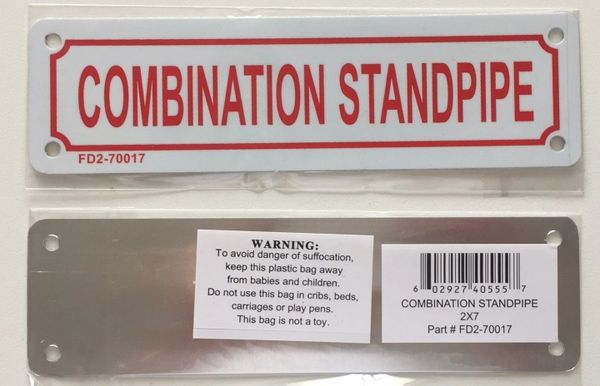 COMBINATION STANDPIPE
FD2-70017
WARNING:
To avoid danger of suffocation,
keep this plastic bag away
from babies and children.
Do not use this bag in cribs, beds,
carriages or play pens.
This bag is not a toy.
6 02927 40555 7
COMBINATION STANDPIPE
2X7
Part # FD2-70017